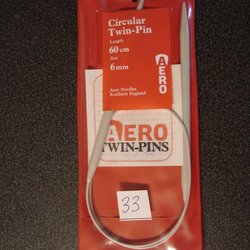 Circular
Twin-Pin
Length
60 cm
Size
6 mm
Aero Needles
Redditch England
AERO
AERO
TWIN-PINS
33